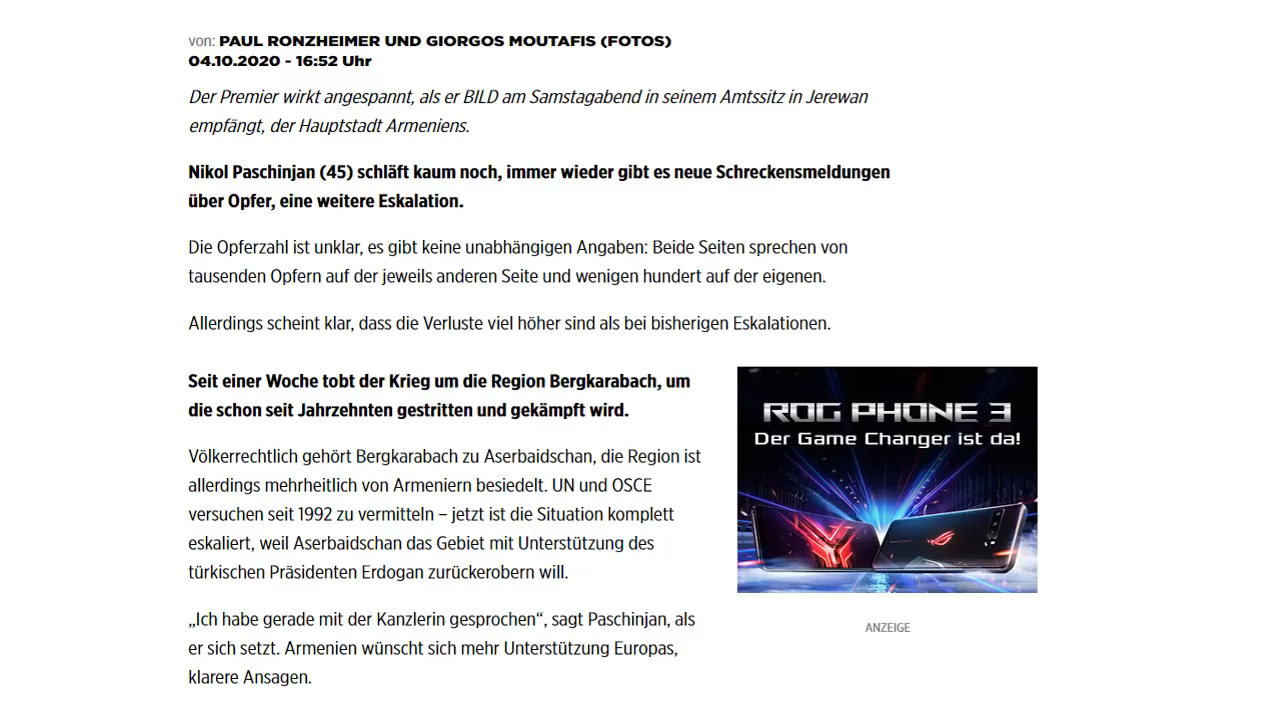 von: PAUL RONZHEIMER UND GIORGOS MOUTAFIS (FOTOS)
04.10.2020 - 16:52 Uhr
Der Premier wirkt angespannt, als er BILD am Samstagabend in seinem Amtssitz in Jerewan
empfängt, der Hauptstadt Armeniens.
Nikol Paschinjan (45) schläft kaum noch, immer wieder gibt es neue Schreckensmeldungen
über Opfer, eine weitere Eskalation.
Die Opferzahl ist unklar, es gibt keine unabhängigen Angaben: Beide Seiten sprechen von
tausenden Opfern auf der jeweils anderen Seite und wenigen hundert auf der eigenen.
Allerdings scheint klar, dass die Verluste viel höher sind als bei bisherigen Eskalationen.
Seit einer Woche tobt der Krieg um die Region Bergkarabach, um
die schon seit Jahrzehnten gestritten und gekämpft wird.
Völkerrechtlich gehört Bergkarabach zu Aserbaidschan, die Region ist
allerdings mehrheitlich von Armeniern besiedelt. UN und OSCE
versuchen seit 1992 zu vermitteln – jetzt ist die Situation komplett
eskaliert, weil Aserbaidschan das Gebiet mit Unterstützung des
türkischen Präsidenten Erdogan zurückerobern will.
„Ich habe gerade mit der Kanzlerin gesprochen“, sagt Paschinjan, als
er sich setzt. Armenien wünscht sich mehr Unterstützung Europas,
klarere Ansagen.
ROG PHONE 3
Der Game Changer ist da!
ANZEIGE